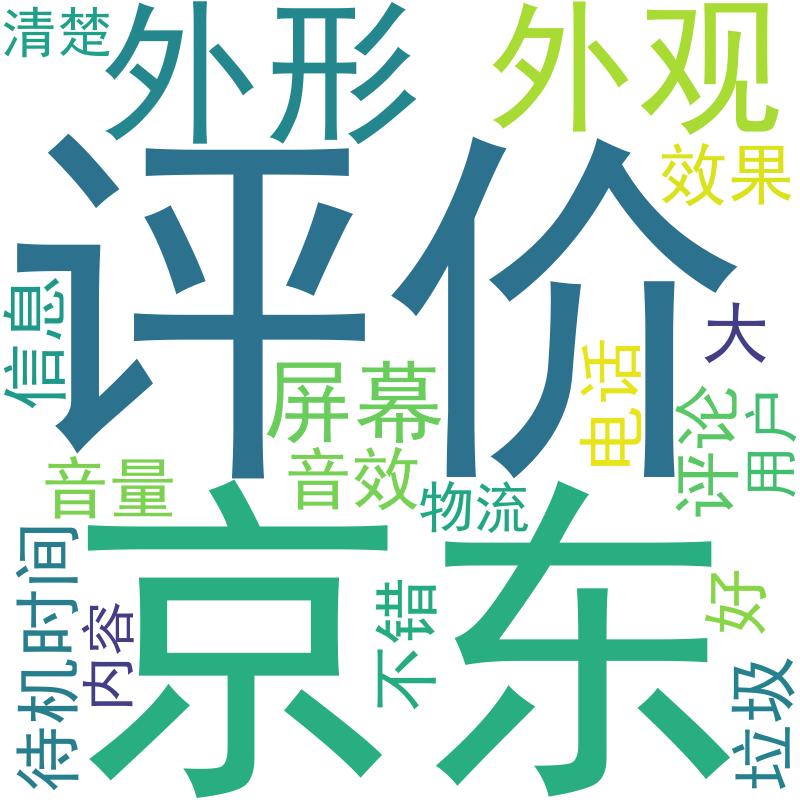 清楚
外形
外观
评价
效果
信息
大
屏幕
电话
评论
用户
音量
音效
物流
京东
待机时间
内容
不错
好
垃圾